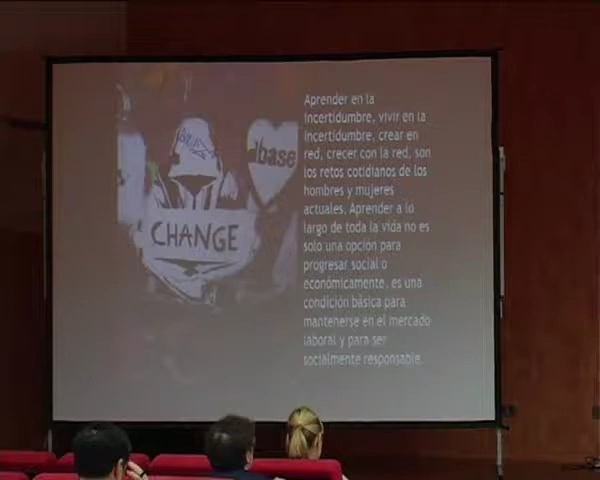 CHANGE
dbase
Aprender en la
incertidumbre, vivir en la
incertidumbre, crear en
red, crecer con la red, son
los retos cotidianos de los
hombres y mujeres
actuales. Aprender a lo
largo de toda la vida no es
solo una opción para
progresar social o
económicamente, es una
condición básica para
mantenerse en el mercado
laboral y para ser
socialmente responsable.